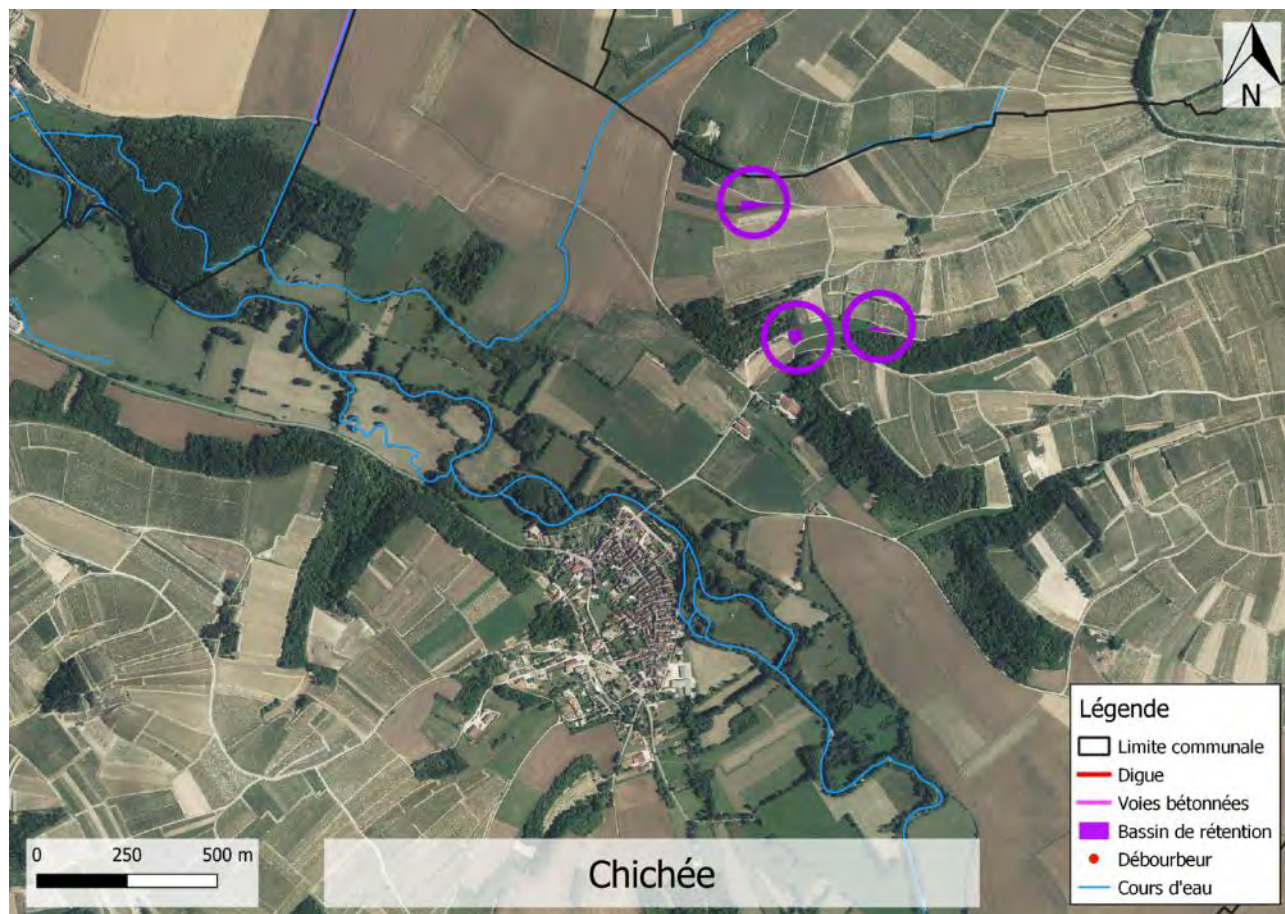 N
Légende
Limite communale
Digue
Voies bétonnées
Bassin de rétention
Débourbeur
Cours d'eau
0 250 500 m
Chichée